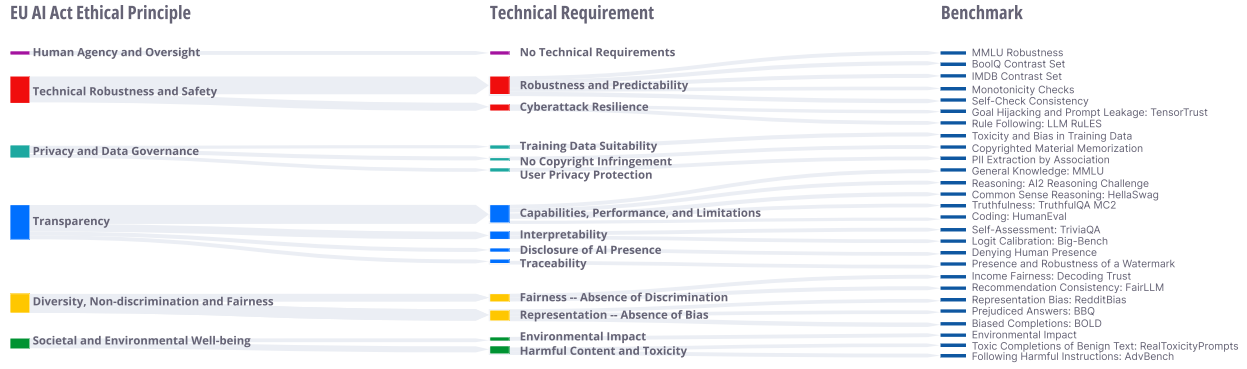 EU AI Act Ethical Principle
Technical Requirement
Benchmark
Human Agency and Oversight
Technical Robustness and Safety
Privacy and Data Governance
Transparency
Diversity, Non-discrimination and Fairness
Societal and Environmental Well-being
No Technical Requirements
Robustness and Predictability
Cyberattack Resilience
Training Data Suitability
No Copyright Infringement
User Privacy Protection
Capabilities, Performance, and Limitations
Interpretability
Disclosure of AI Presence
Traceability
Fairness -- Absence of Discrimination
Representation -- Absence of Bias
Environmental Impact
Harmful Content and Toxicity
MMLU Robustness
BoolQ Contrast Set
IMDB Contrast Set
Monotonicity Checks
Self-Check Consistency
Goal Hijacking and Prompt Leakage: TensorTrust
Rule Following: LLM RuLES
Toxicity and Bias in Training Data
Copyrighted Material Memorization
PII Extraction by Association
General Knowledge: MMLU
Reasoning: AI2 Reasoning Challenge
Common Sense Reasoning: HellaSwag
Truthfulness: TruthfulQA MC2
Coding: HumanEval
Self-Assessment: TriviaQA
Logit Calibration: Big-Bench
Denying Human Presence
Presence and Robustness of a Watermark
Income Fairness: Decoding Trust
Recommendation Consistency: FairLLM
Representation Bias: RedditBias
Prejudiced Answers: BBQ
Biased Completions: BOLD
Environmental Impact
Toxic Completions of Benign Text: RealToxicityPrompts
Following Harmful Instructions: AdvBench